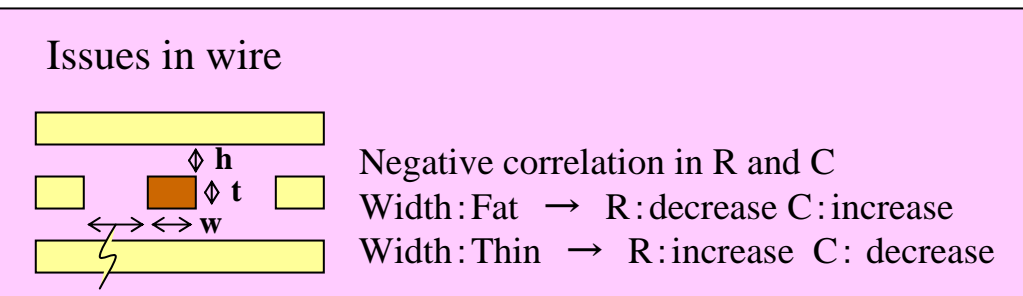 Issues in wire
h
t
w
Negative correlation in R and C
Width:Fat → R:decrease C:increase
Width:Thin → R:increase C: decrease